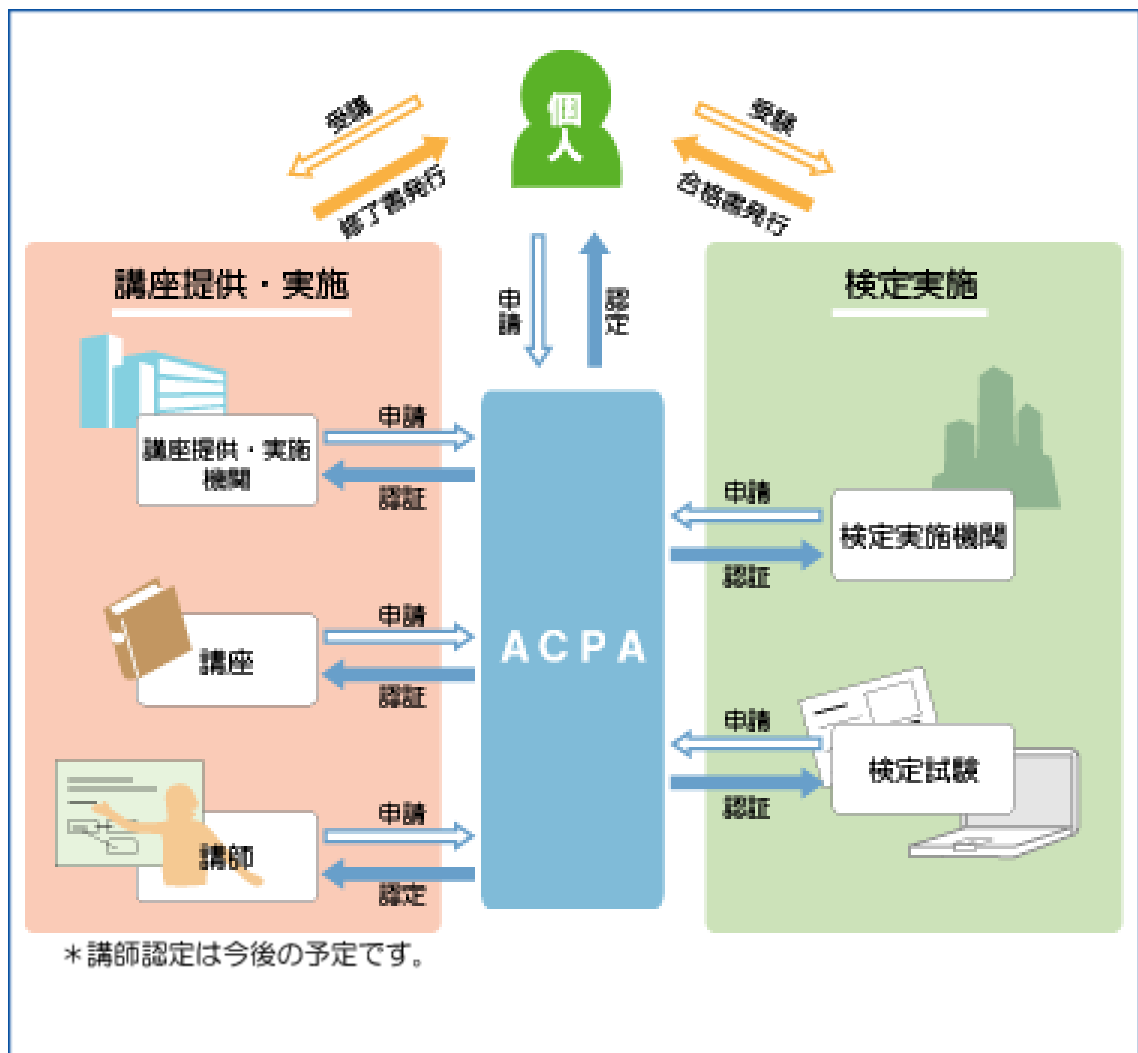 個人
受講
修了書発行
受験
合格書発行
申請
認定
講座提供・実施
講座提供・実施
機関
申請
認証
講座
申請
認証
講師
申請
認定
ACPA
検定実施
申請
検定実施機関
認証
申請
検定試験
認証
＊講師認定は今後の予定です。